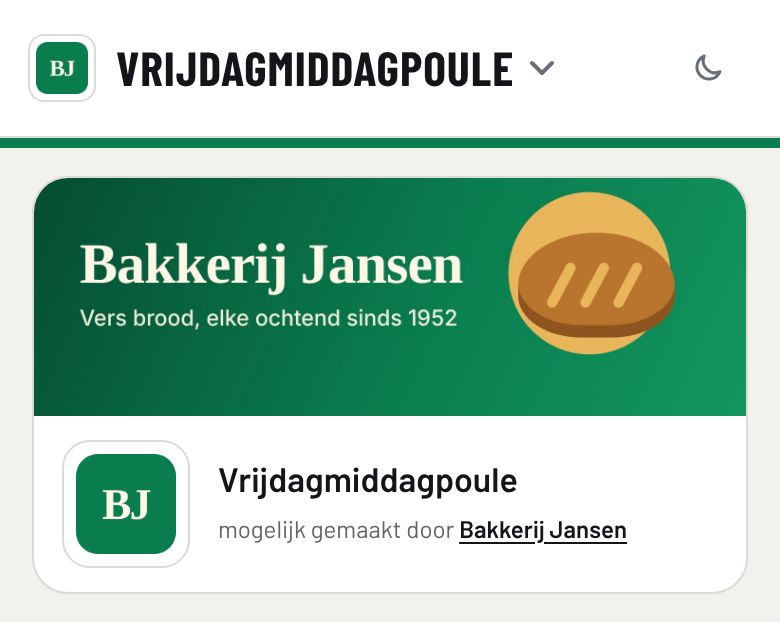 BJ VRIJDAGMIDDAGPOULE
Bakkerij Jansen
Vers brood, elke ochtend sinds 1952
BJ
Vrijdagmiddagpoule
mogelijk gemaakt door Bakkerij Jansen